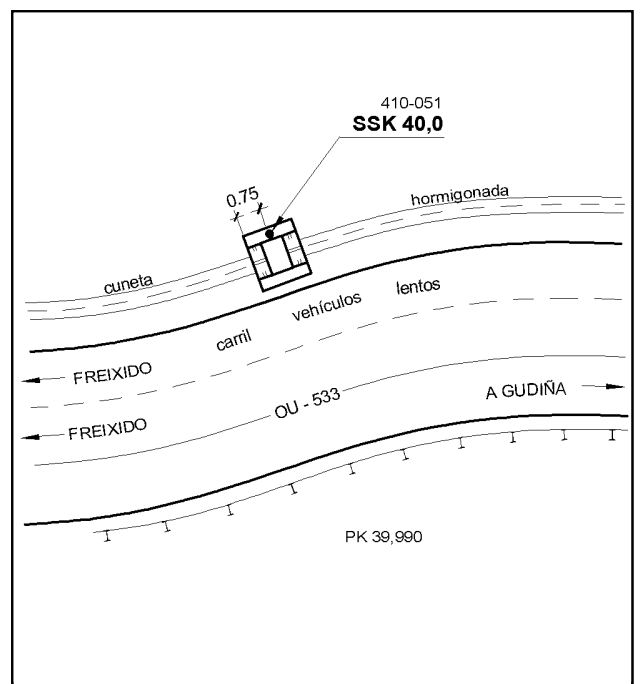 410-051
SSK 40,0
0.75
hormigonada
cuneta
carril vehículos lentos
FREIXIDO
A GUDIÑA
OU - 533
FREIXIDO
PK 39,990